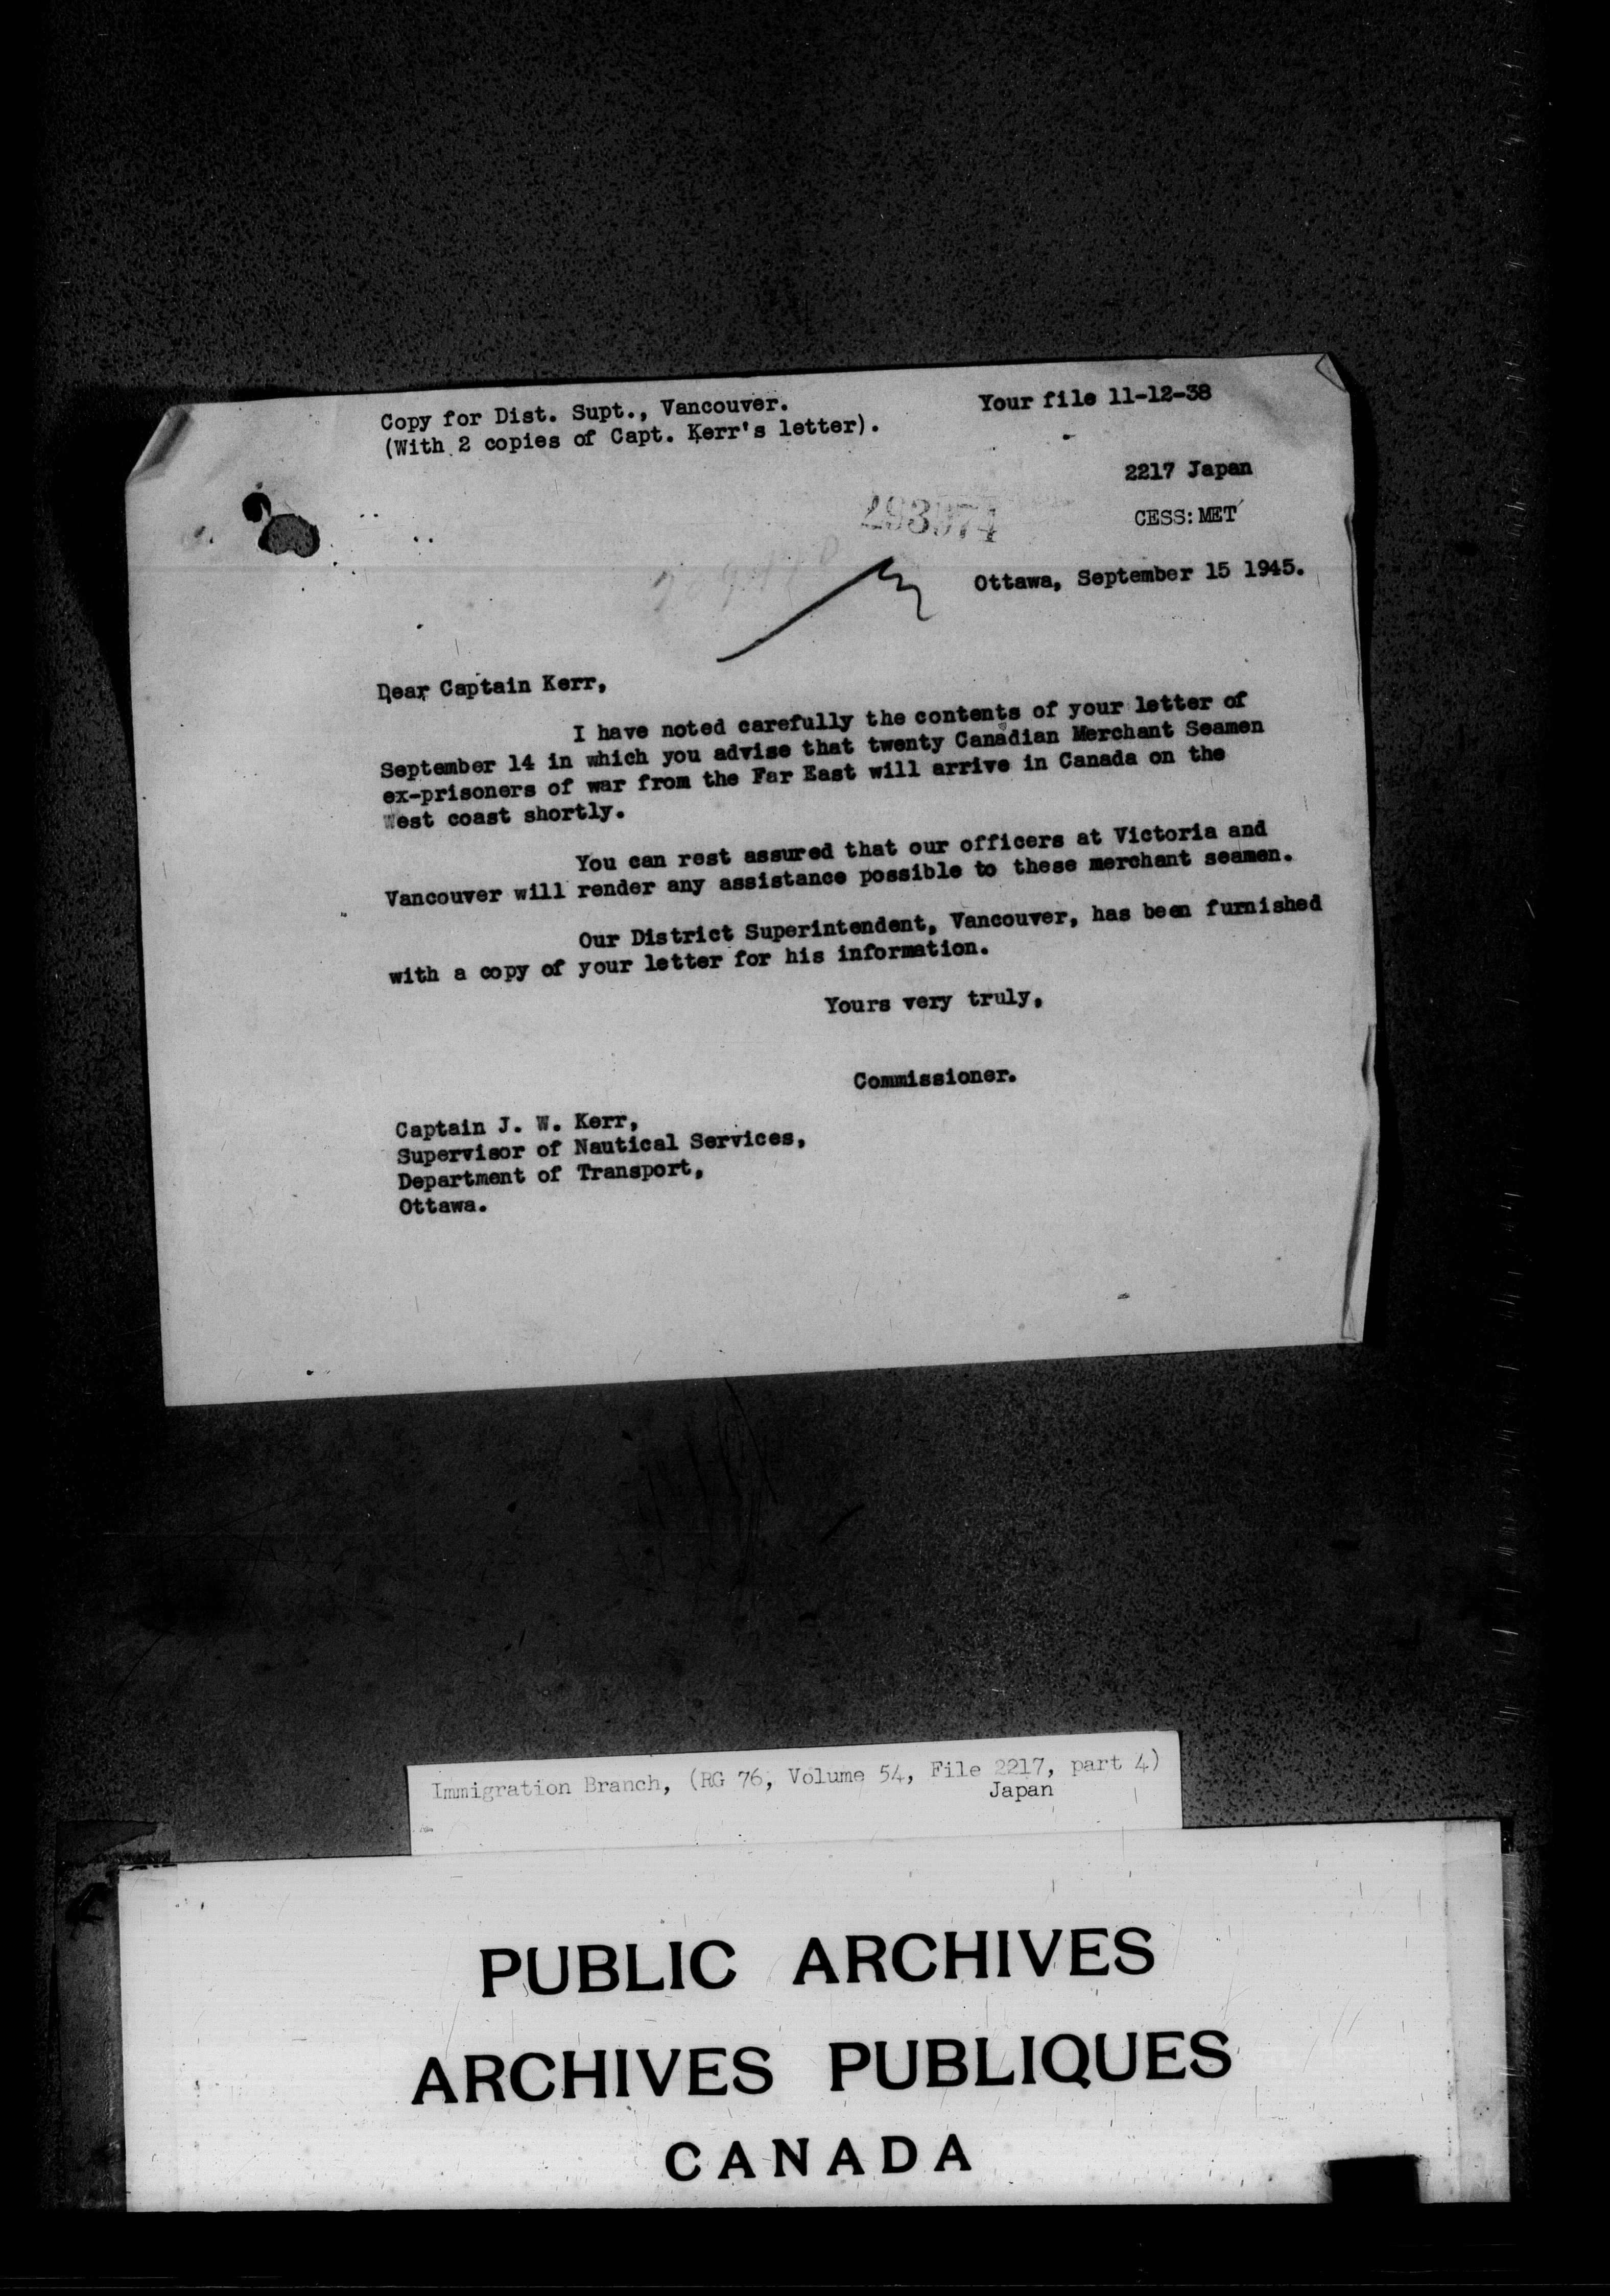 Copy for Dist. Supt., Vancouver.
(With 2 copies of Capt. Kerr's letter).
Your file 11-12-38
2217 Japan
CESS:MET
Ottawa, September 15 1945.
Dear Captain Kerr,
I have noted carefully the contents of your letter of
September 14 in which you advise that twenty Canadian Merchant Seamen
ex-prisoners of war from the Far East will arrive in Canada on the
West coast shortly.
You can rest assured that our officers at Victoria and
Vancouver will render any assistance possible to these merchant seamen.
Our District Superintendent, Vancouver, has been furnished
with a copy of your letter for his information.
Yours very truly,
Commissioner.
Captain J. W. Kerr,
Supervisor of Nautical Services,
Department of Transport,
Ottawa.
Immigration Branch, (RG 76, Volume 54, File 2217, part 4)
Japan
PUBLIC ARCHIVES
ARCHIVES PUBLIQUES
CANADA